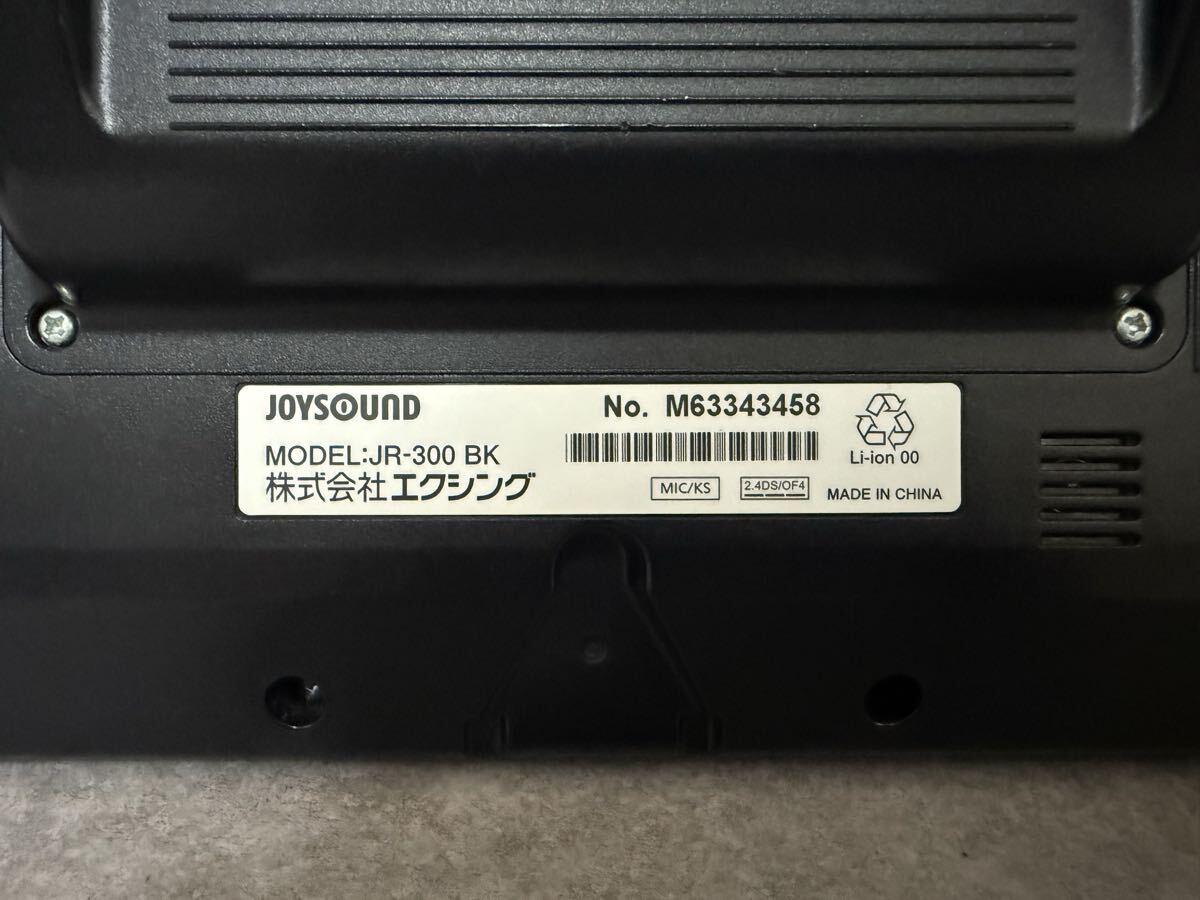 JOYSOUND
No. M63343458
MODEL:JR-300 BK
Li-ion 00
株式会社エクシング
MIC/KS
2.4DS/OF4
MADE IN CHINA